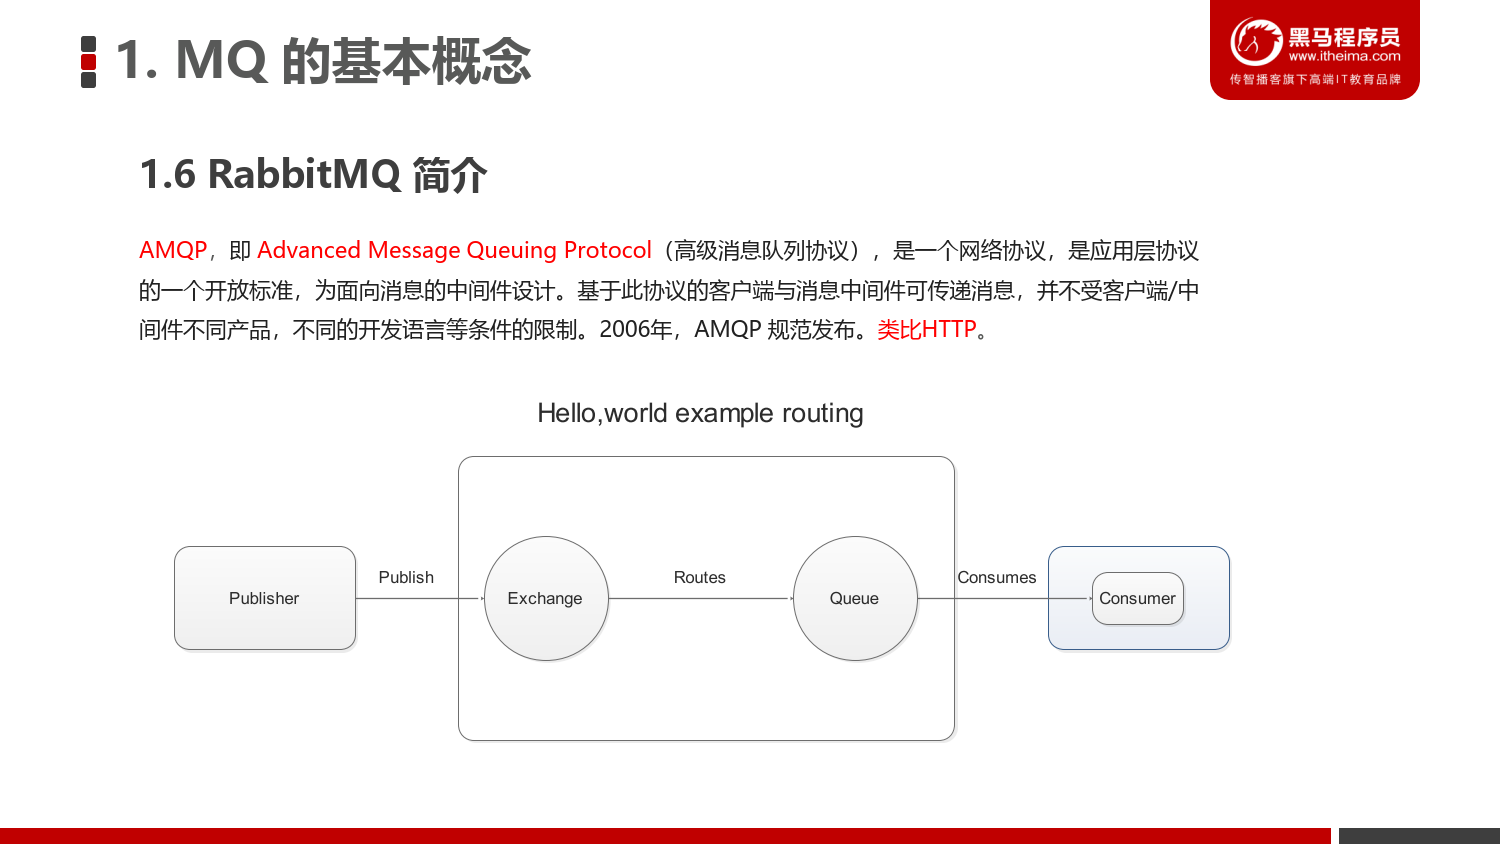 1. MQ 的基本概念
黑马程序员
www.itheima.com
传智播客旗下高端IT教育品牌
1.6 RabbitMQ 简介
AMQP，即 Advanced Message Queuing Protocol（高级消息队列协议），是一个网络协议，是应用层协议
的一个开放标准，为面向消息的中间件设计。基于此协议的客户端与消息中间件可传递消息，并不受客户端/中
间件不同产品，不同的开发语言等条件的限制。2006年，AMQP 规范发布。类比HTTP。
Hello,world example routing
Publisher
Publish
Exchange
Routes
Queue
Consumes
Consumer